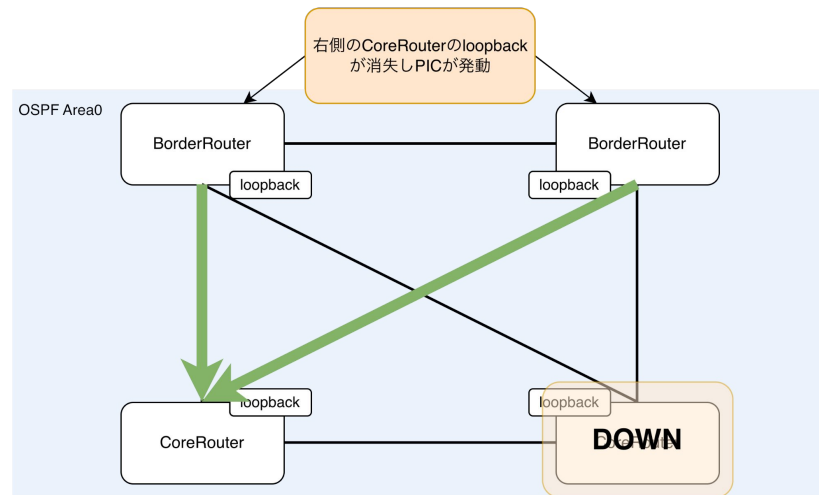 右側のCoreRouterのloopback
が消失しPICが発動
OSPF Area0
BorderRouter
BorderRouter
loopback
loopback
loopback
loopback
CoreRouter
CoreRouter
DOWN